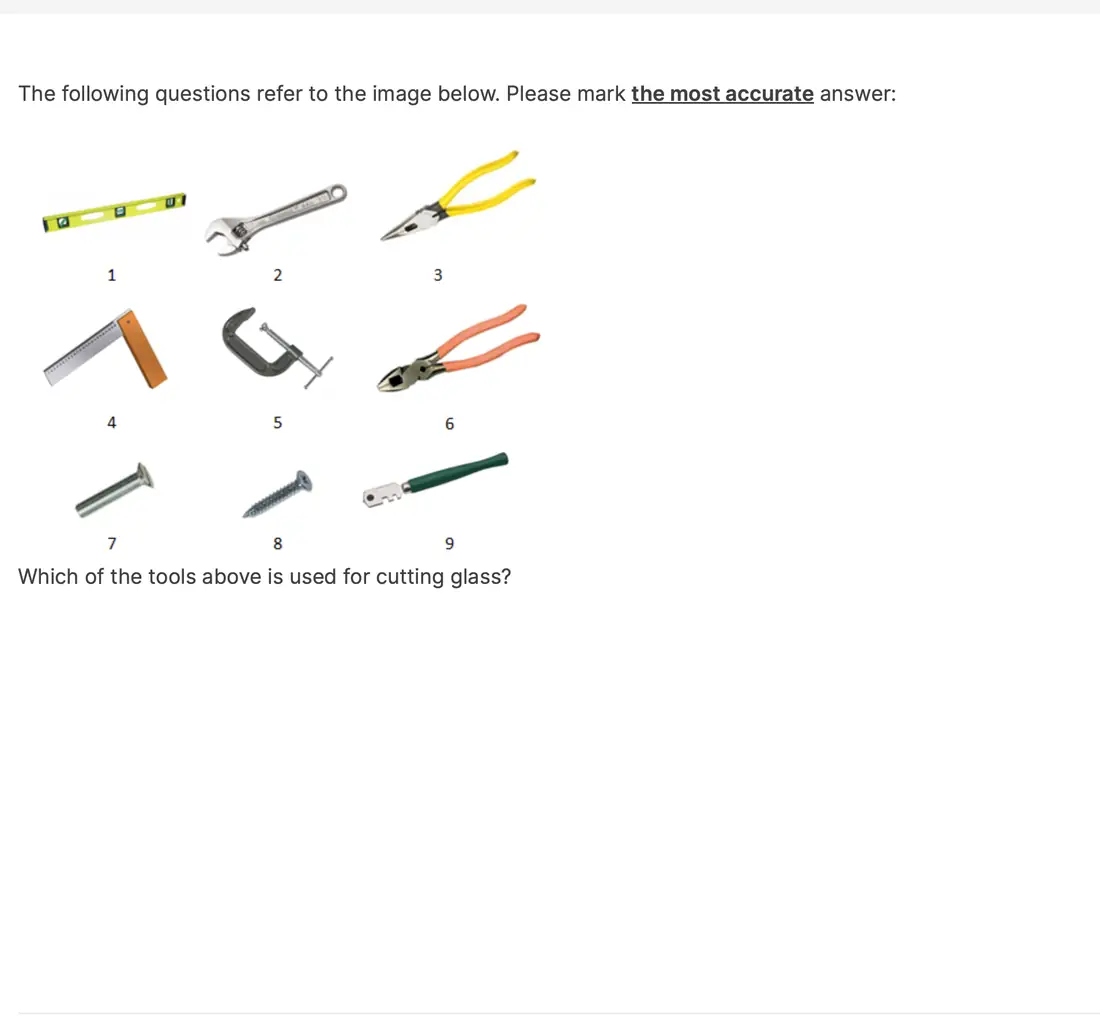 The following questions refer to the image below. Please mark the most accurate answer:
1 2 3
4 5 6
7 8 9
Which of the tools above is used for cutting glass?